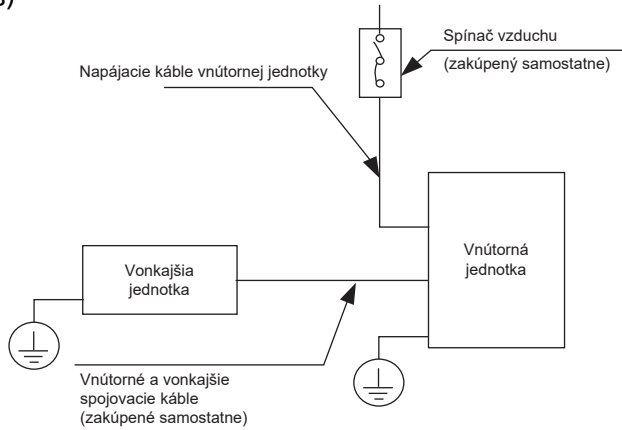 Spínač vzduchu
(zakúpený samostatne)
Napájacie káble vnútornej jednotky
Vnútorná
jednotka
Vonkajšia
jednotka
Vnútorné a vonkajšie
spojovacie káble
(zakúpené samostatne)